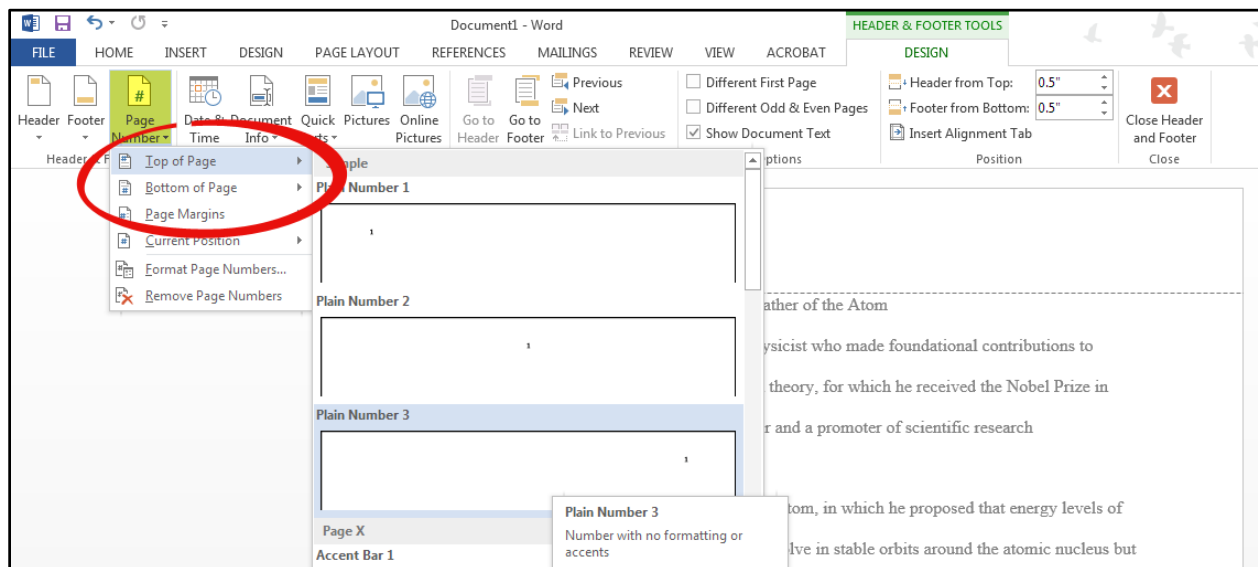 Document1 - Word
HEADER & FOOTER TOOLS
FILE HOME INSERT DESIGN PAGE LAYOUT REFERENCES MAILINGS REVIEW VIEW ACROBAT DESIGN
Header
Footer
Page Number
Date & Time
Document Info
Quick
Pictures
Online Pictures
Go to Header
Go to Footer
Previous
Next
Link to Previous
Different First Page
Different Odd & Even Pages
Show Document Text
Header from Top: 0.5"
Footer from Bottom: 0.5"
Insert Alignment Tab
Close Header and Footer
Header &
Position
Close
Top of Page
Bottom of Page
Page Margins
Current Position
Format Page Numbers...
Remove Page Numbers
Plain Number 1
1
Plain Number 2
1
Plain Number 3
1
Page X
Accent Bar 1
Plain Number 3
Number with no formatting or
accents
of the Atom
who made foundational contributions to
theory, for which he received the Nobel Prize in
and a promoter of scientific research
in which he proposed that energy levels of
in stable orbits around the atomic nucleus but